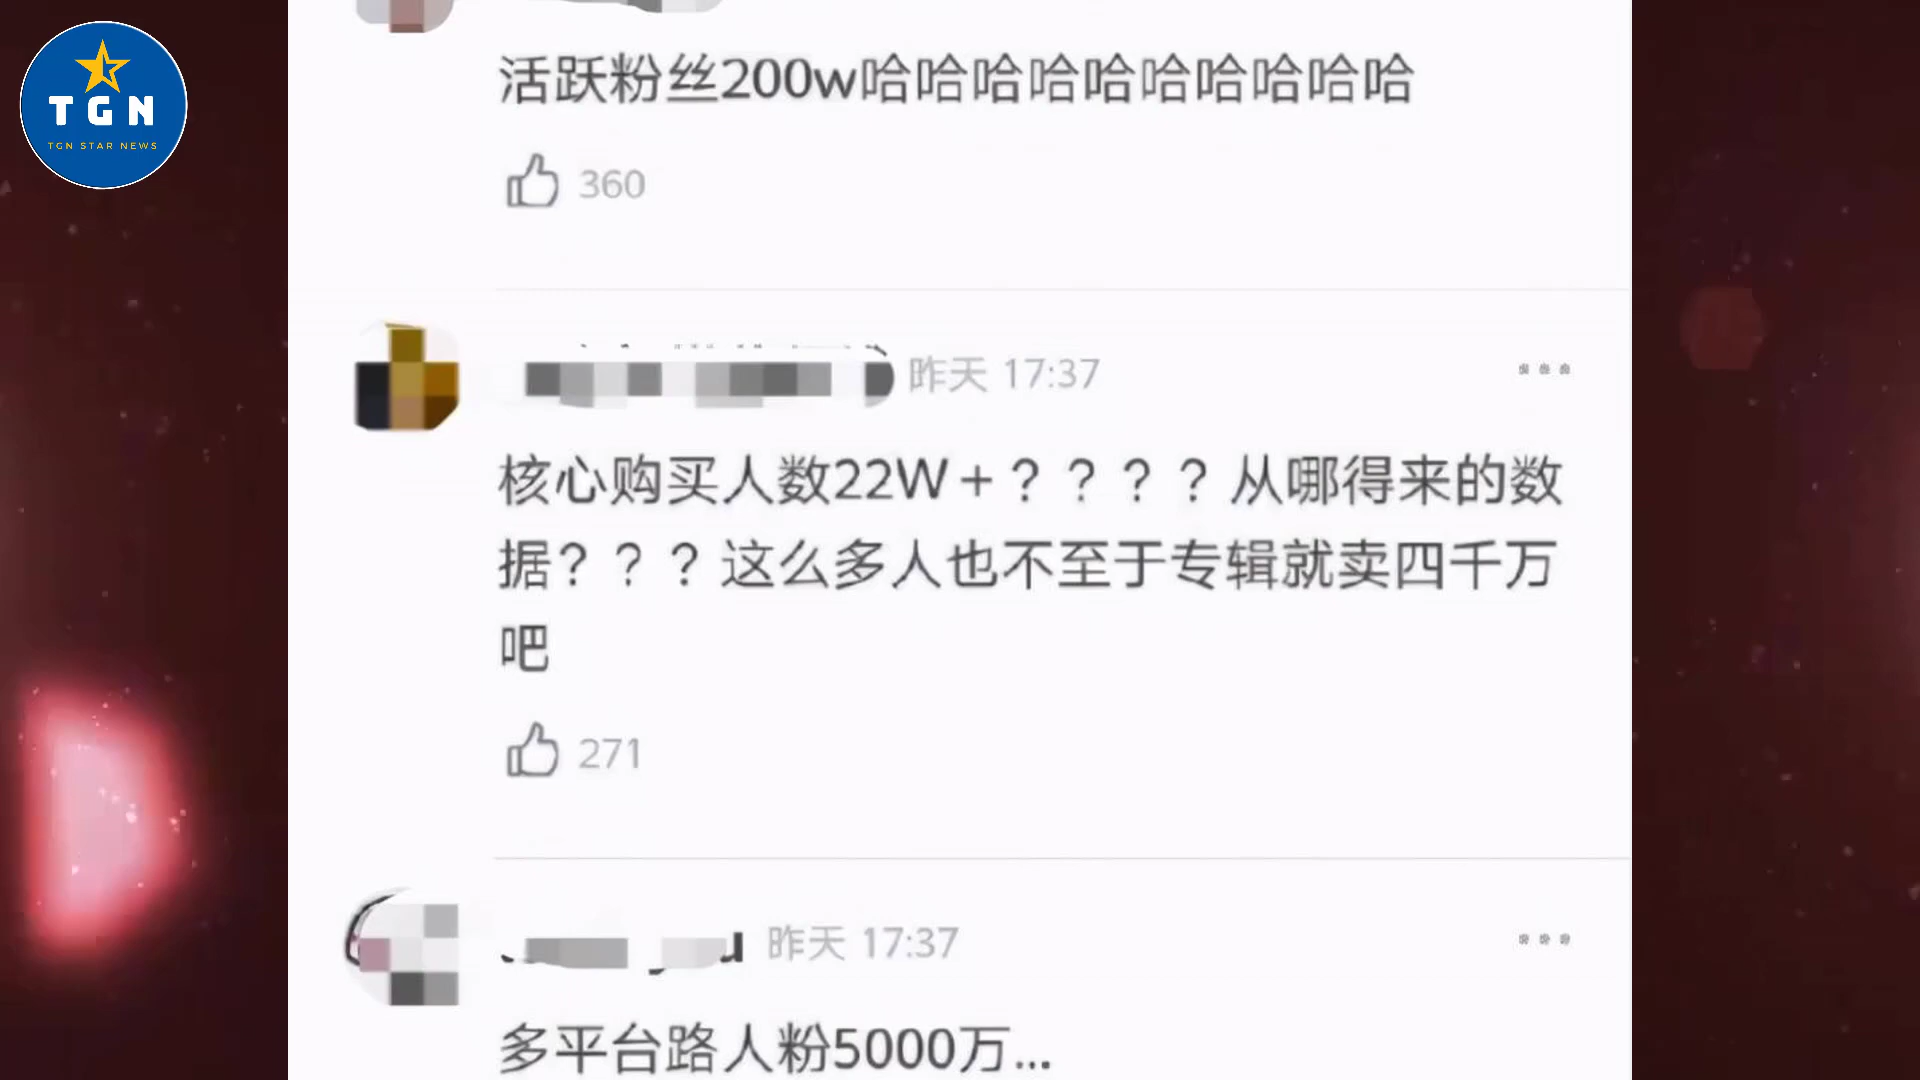 TGN
TGN STAR NEWS
活跃粉丝200w哈哈哈哈哈哈哈哈哈哈
360
昨天 17:37
核心购买人数22W+？？？？从哪得来的数
据？？？这么多人也不至于专辑就卖四千万
吧
271
昨天 17:37
多平台路人粉5000万...